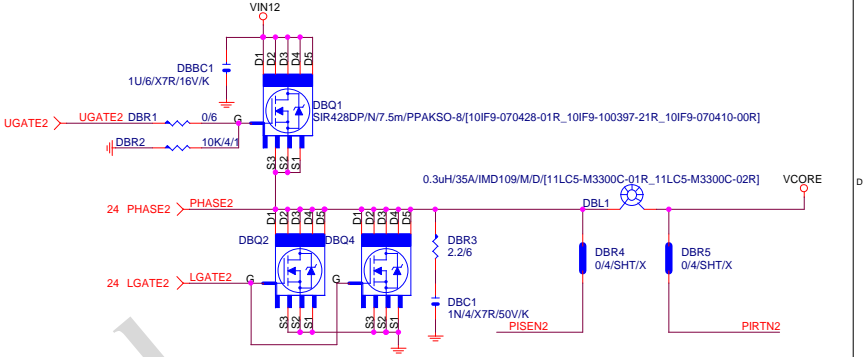 VIN12
D1 D2 D3 D4 D5
DBBC1
1U/6/X7R/16V/K
DBQ1
SIR428DP/N/7.5m/PPAKSO-8/[10IF9-070428-01R_10IF9-100397-21R_10IF9-070410-00R]
UGATE2 UGATE2 DBR1 0/6 G
DBR2 10K/4/1
S3 S2 S1
0.3uH/35A/IMD109/M/D/[11LC5-M3300C-01R_11LC5-M3300C-02R]
VCORE
D
24 PHASE2 PHASE2
DBL1
D1 D2 D3 D4 D5 D1 D2 D3 D4 D5
DBQ2 DBQ4
DBR3
2.2/6
DBR4
0/4/SHT/X
DBR5
0/4/SHT/X
24 LGATE2 LGATE2 G G
DBC1
1N/4/X7R/50V/K
S3 S2 S1 S3 S2 S1
PISEN2 PIRTN2